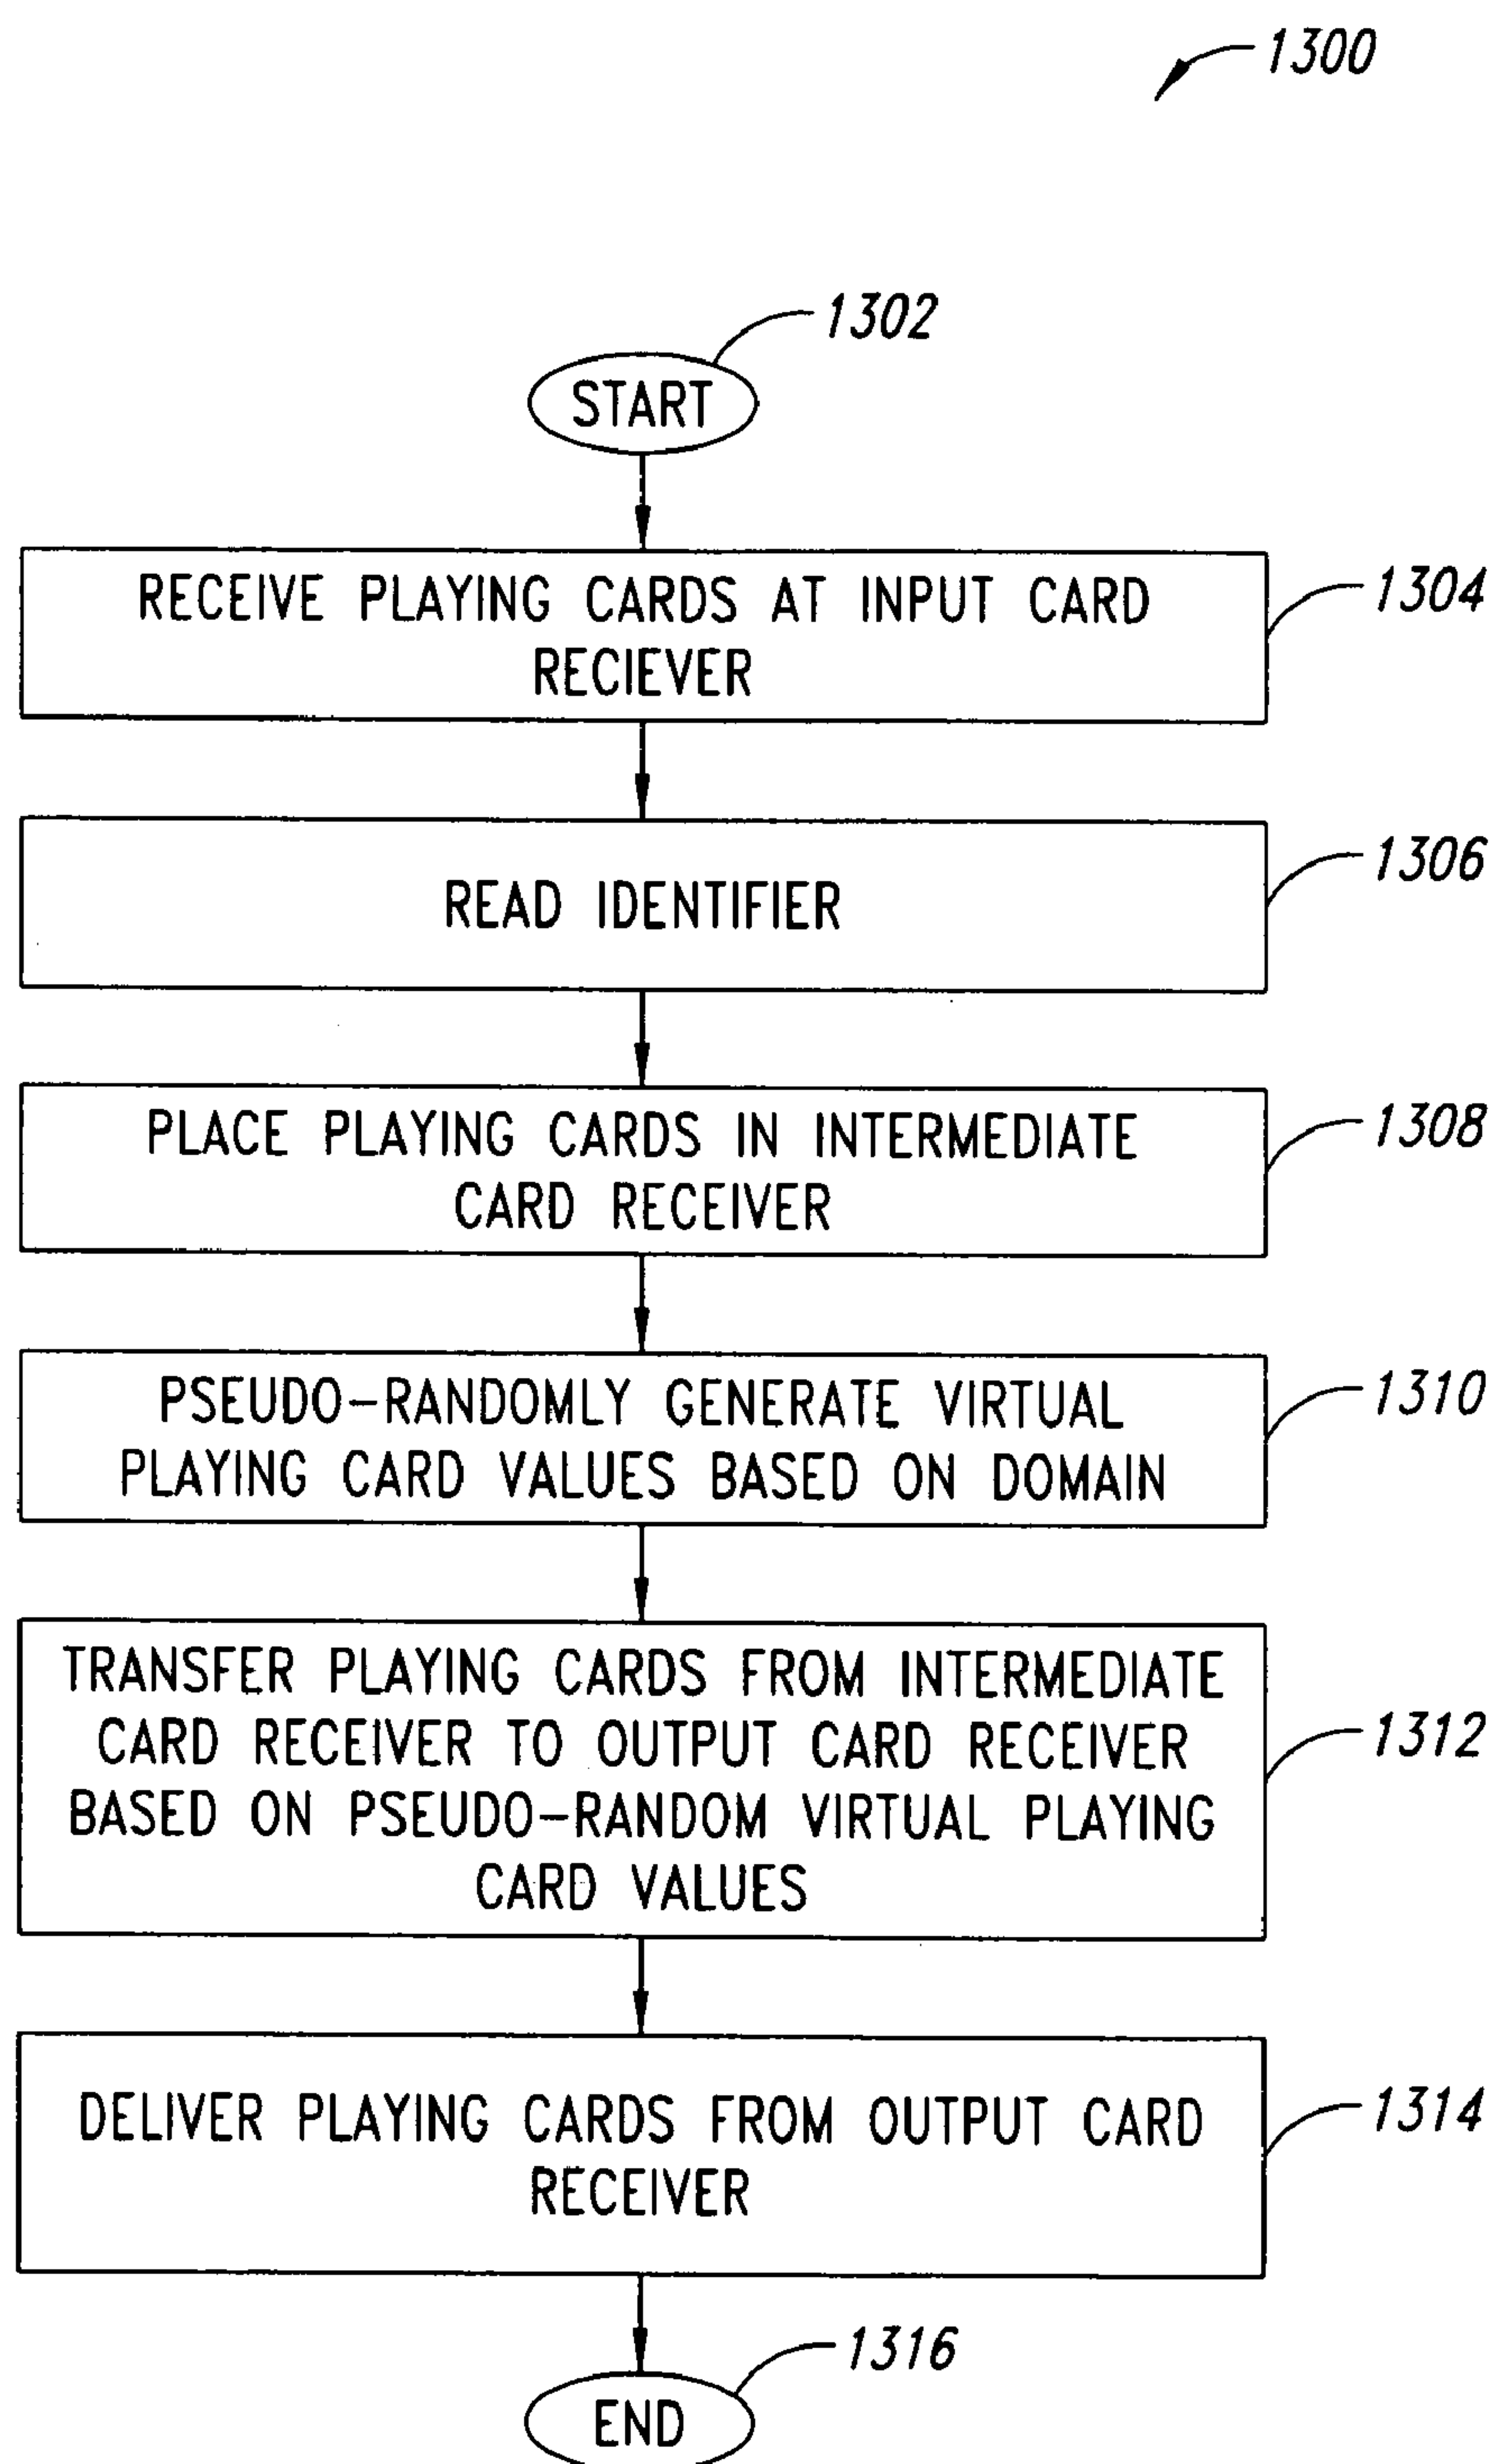 1300
1302
START
RECEIVE PLAYING CARDS AT INPUT CARD
RECIEVER
1304
READ IDENTIFIER
1306
PLACE PLAYING CARDS IN INTERMEDIATE
CARD RECEIVER
1308
PSEUDO-RANDOMLY GENERATE VIRTUAL
PLAYING CARD VALUES BASED ON DOMAIN
1310
TRANSFER PLAYING CARDS FROM INTERMEDIATE
CARD RECEIVER TO OUTPUT CARD RECEIVER
BASED ON PSEUDO-RANDOM VIRTUAL PLAYING
CARD VALUES
1312
DELIVER PLAYING CARDS FROM OUTPUT CARD
RECEIVER
1314
1316
END